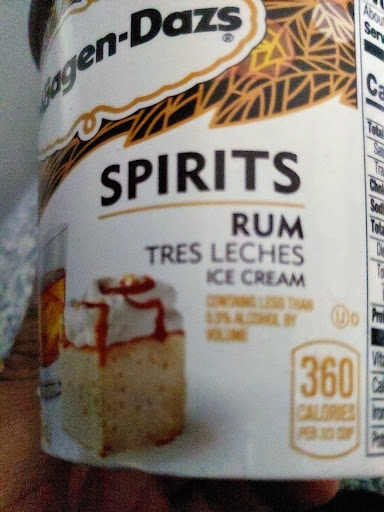 Häagen-Dazs®
SPIRITS
RUM
TRES LECHES
ICE CREAM
CONTAINS LESS THAN
0.5% ALCOHOL BY
VOLUME
U D
360
CALORIES
PER 2/3 CUP